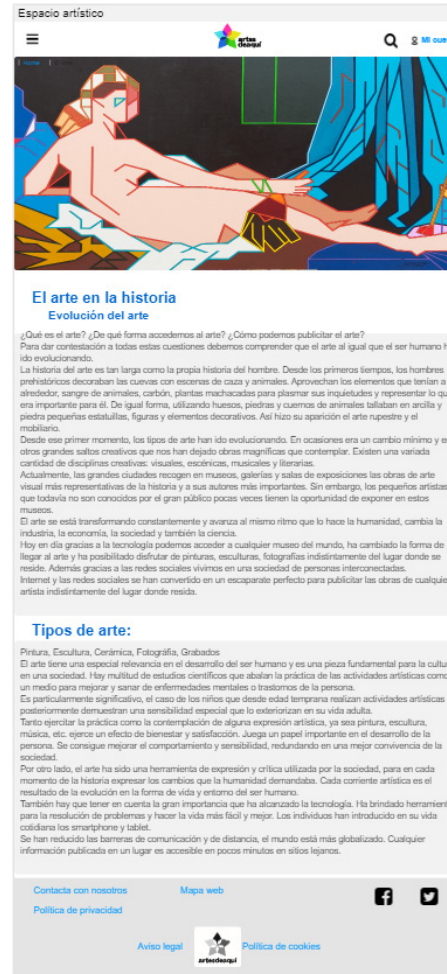 Espacio artístico
artes
deaquí
Mi cue
Home
El arte en la historia
Evolución del arte
¿Qué es el arte? ¿De qué forma accedemos al arte? ¿Cómo podemos publicitar el arte?
Para dar contestación a todas estas cuestiones debemos comprender que el arte al igual que el ser humano h
ido evolucionando.
La historia del arte es tan larga como la propia historia del hombre. Desde los primeros tiempos, los hombres
prehistóricos decoraban las cuevas con escenas de caza y animales. Aprovechan los elementos que tenían a
alrededor, sangre de animales, carbón, plantas machacadas para plasmar sus inquietudes y representar lo qu
era importante para él. De igual forma, utilizando huesos, piedras y cuernos de animales tallaban en arcilla y
piedra pequeñas estatuillas, figuras y elementos decorativos. Así hizo su aparición el arte rupestre y el
mobiliario.
Desde ese primer momento, los tipos de arte han ido evolucionando. En ocasiones era un cambio mínimo y e
otros grandes saltos creativos que nos han dejado obras magníficas que contemplar. Existen una variada
cantidad de disciplinas creativas: visuales, escénicas, musicales y literarias.
Actualmente, las grandes ciudades recogen en museos, galerías y salas de exposiciones las obras de arte
visual más representativas de la historia y a sus autores más importantes. Sin embargo, los pequeños artistas
que todavía no son conocidos por el gran público pocas veces tienen la oportunidad de exponer en estos
museos.
El arte se está transformando constantemente y avanza al mismo ritmo que lo hace la humanidad, cambia la
industria, la economía, la sociedad y también la ciencia.
Hoy en día gracias a la tecnología podemos acceder a cualquier museo del mundo, ha cambiado la forma de
llegar al arte y ha posibilitado disfrutar de pinturas, esculturas, fotografías indistintamente del lugar donde se
reside. Además gracias a las redes sociales vivimos en una sociedad de personas interconectadas.
Internet y las redes sociales se han convertido en un escaparate perfecto para publicitar las obras de cualquie
artista indistintamente del lugar donde resida.
Tipos de arte:
Pintura, Escultura, Cerámica, Fotográfia, Grabados
El arte tiene una especial relevancia en el desarrollo del ser humano y es una pieza fundamental para la cultu
en una sociedad. Hay multitud de estudios científicos que abalan la práctica de las actividades artísticas como
un medio para mejorar y sanar de enfermedades mentales o trastornos de la persona.
Es particularmente significativo, el caso de los niños que desde edad temprana realizan actividades artísticas
posteriormente demuestran una sensibilidad especial que lo exteriorizan en su vida adulta.
Tanto ejercitar la práctica como la contemplación de alguna expresión artística, ya sea pintura, escultura,
música, etc. ejerce un efecto de bienestar y satisfacción. Juega un papel importante en el desarrollo de la
persona. Se consigue mejorar el comportamiento y sensibilidad, redundando en una mejor convivencia de la
sociedad.
Por otro lado, el arte ha sido una herramienta de expresión y crítica utilizada por la sociedad, para en cada
momento de la historia expresar los cambios que la humanidad demandaba. Cada corriente artística es el
resultado de la evolución en la forma de vida y entorno del ser humano.
También hay que tener en cuenta la gran importancia que ha alcanzado la tecnología. Ha brindado herramient
para la resolución de problemas y hacer la vida más fácil y mejor. Los individuos han introducido en su vida
cotidiana los smartphone y tablet.
Se han reducido las barreras de comunicación y de distancia, el mundo está más globalizado. Cualquier
información publicada en un lugar es accesible en pocos minutos en sitios lejanos.
Contacta con nosotros
Mapa web
Política de privacidad
Aviso legal
artesdeaquí
Política de cookies